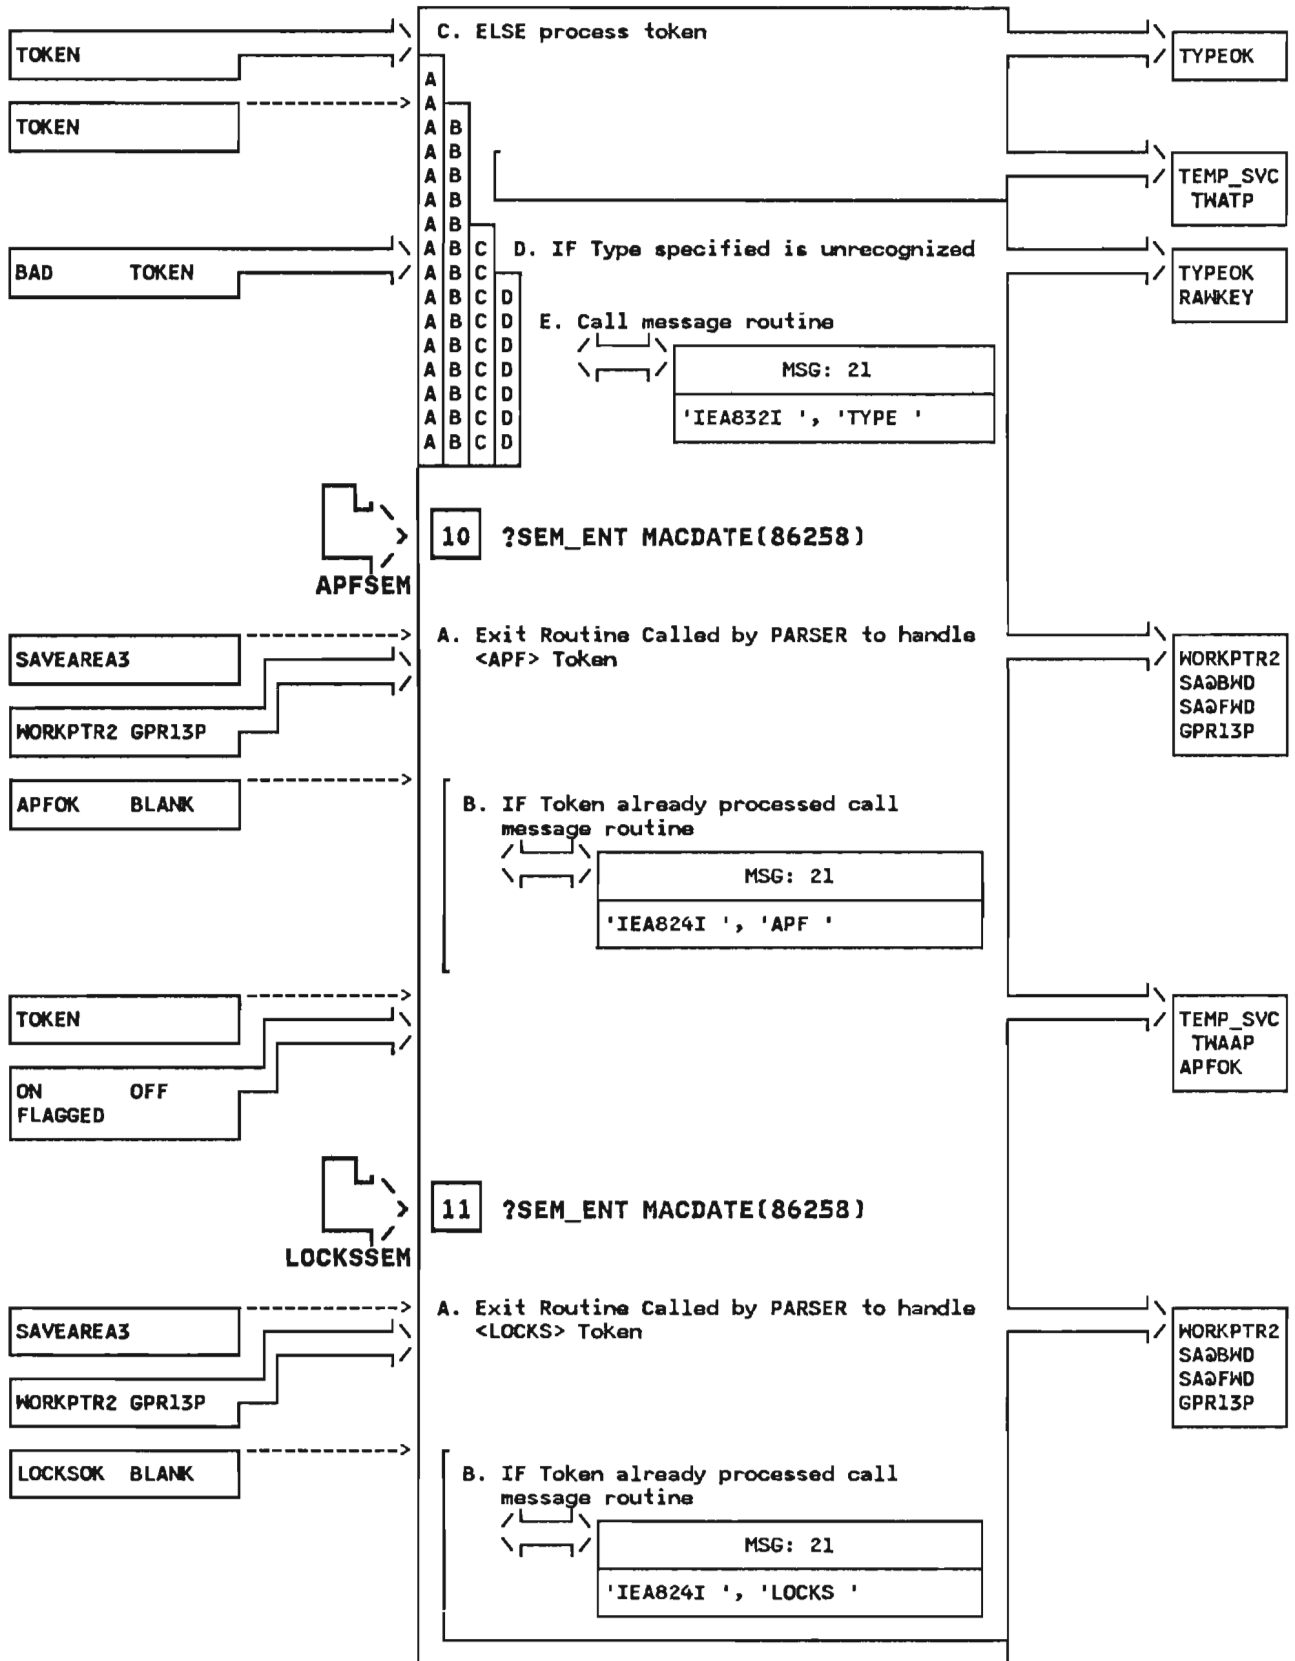 C. ELSE process token
TOKEN
TYPEOK
A
A
TOKEN
A B
A B
A B
TEMP_SVC
A B
TWATP
A
A B C
D. IF Type specified is unrecognized
BAD TOKEN
A B C
TYPEOK
A B C D
RAWKEY
A B C D
E. Call message routine
A B C D
A B C D
MSG: 21
A B C D
A B C D
'IEA832I ', 'TYPE '
A B C D
10 ?SEM_ENT MACDATE(86258)
APFSEM
A. Exit Routine Called by PARSER to handle
<APF> Token
SAVEAREA3
WORKPTR2
SA@BWD
SA@FWD
GPR13P
WORKPTR2 GPR13P
APFOK BLANK
B. IF Token already processed call
message routine
MSG: 21
'IEA824I ', 'APF '
TOKEN
TEMP_SVC
TWAAP
APFOK
ON OFF
FLAGGED
11 ?SEM_ENT MACDATE(86258)
LOCKSSEM
A. Exit Routine Called by PARSER to handle
<LOCKS> Token
SAVEAREA3
WORKPTR2
SA@BWD
SA@FWD
GPR13P
WORKPTR2 GPR13P
LOCKSOK BLANK
B. IF Token already processed call
message routine
MSG: 21
'IEA824I ', 'LOCKS '